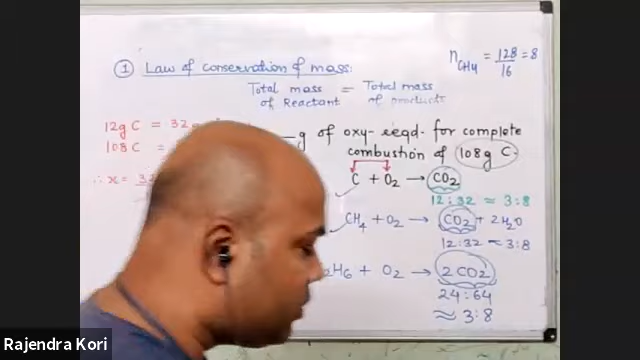 ① Law of conservation of mass:
Total mass of Reactant = Total mass of products
nCH4 = 128/16 = 8
12g C = 32
108 C =
∴ x = 32
g of oxy- reqd- for complete
combustion of 108g C.
C + O2 → CO2
12:32 ≈ 3:8
CH4 + O2 → CO2 + 2H2O
12:32 ≈ 3:8
H6 + O2 → 2CO2
24:64
≈ 3:8
Rajendra Kori